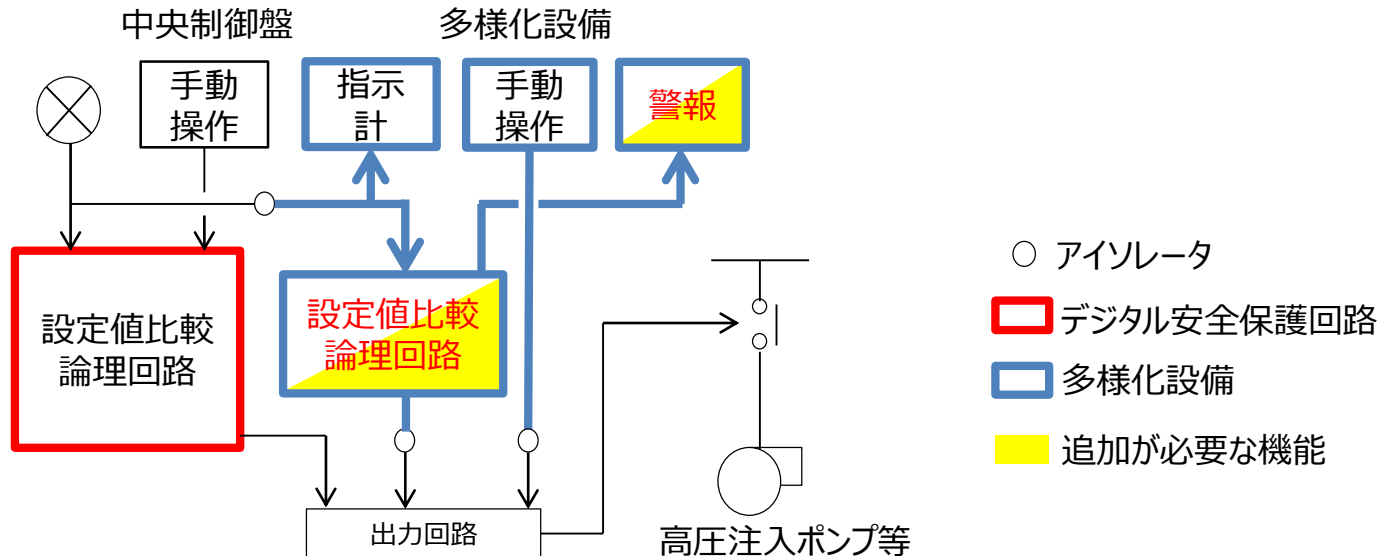 中央制御盤
多様化設備
手動
操作
指示
計
手動
操作
警報
設定値比較
論理回路
設定値比較
論理回路
出力回路
高圧注入ポンプ等
アイソレータ
デジタル安全保護回路
多様化設備
追加が必要な機能